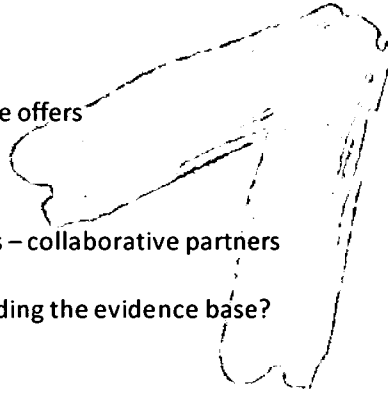 e offers
s – collaborative partners
ding the evidence base?